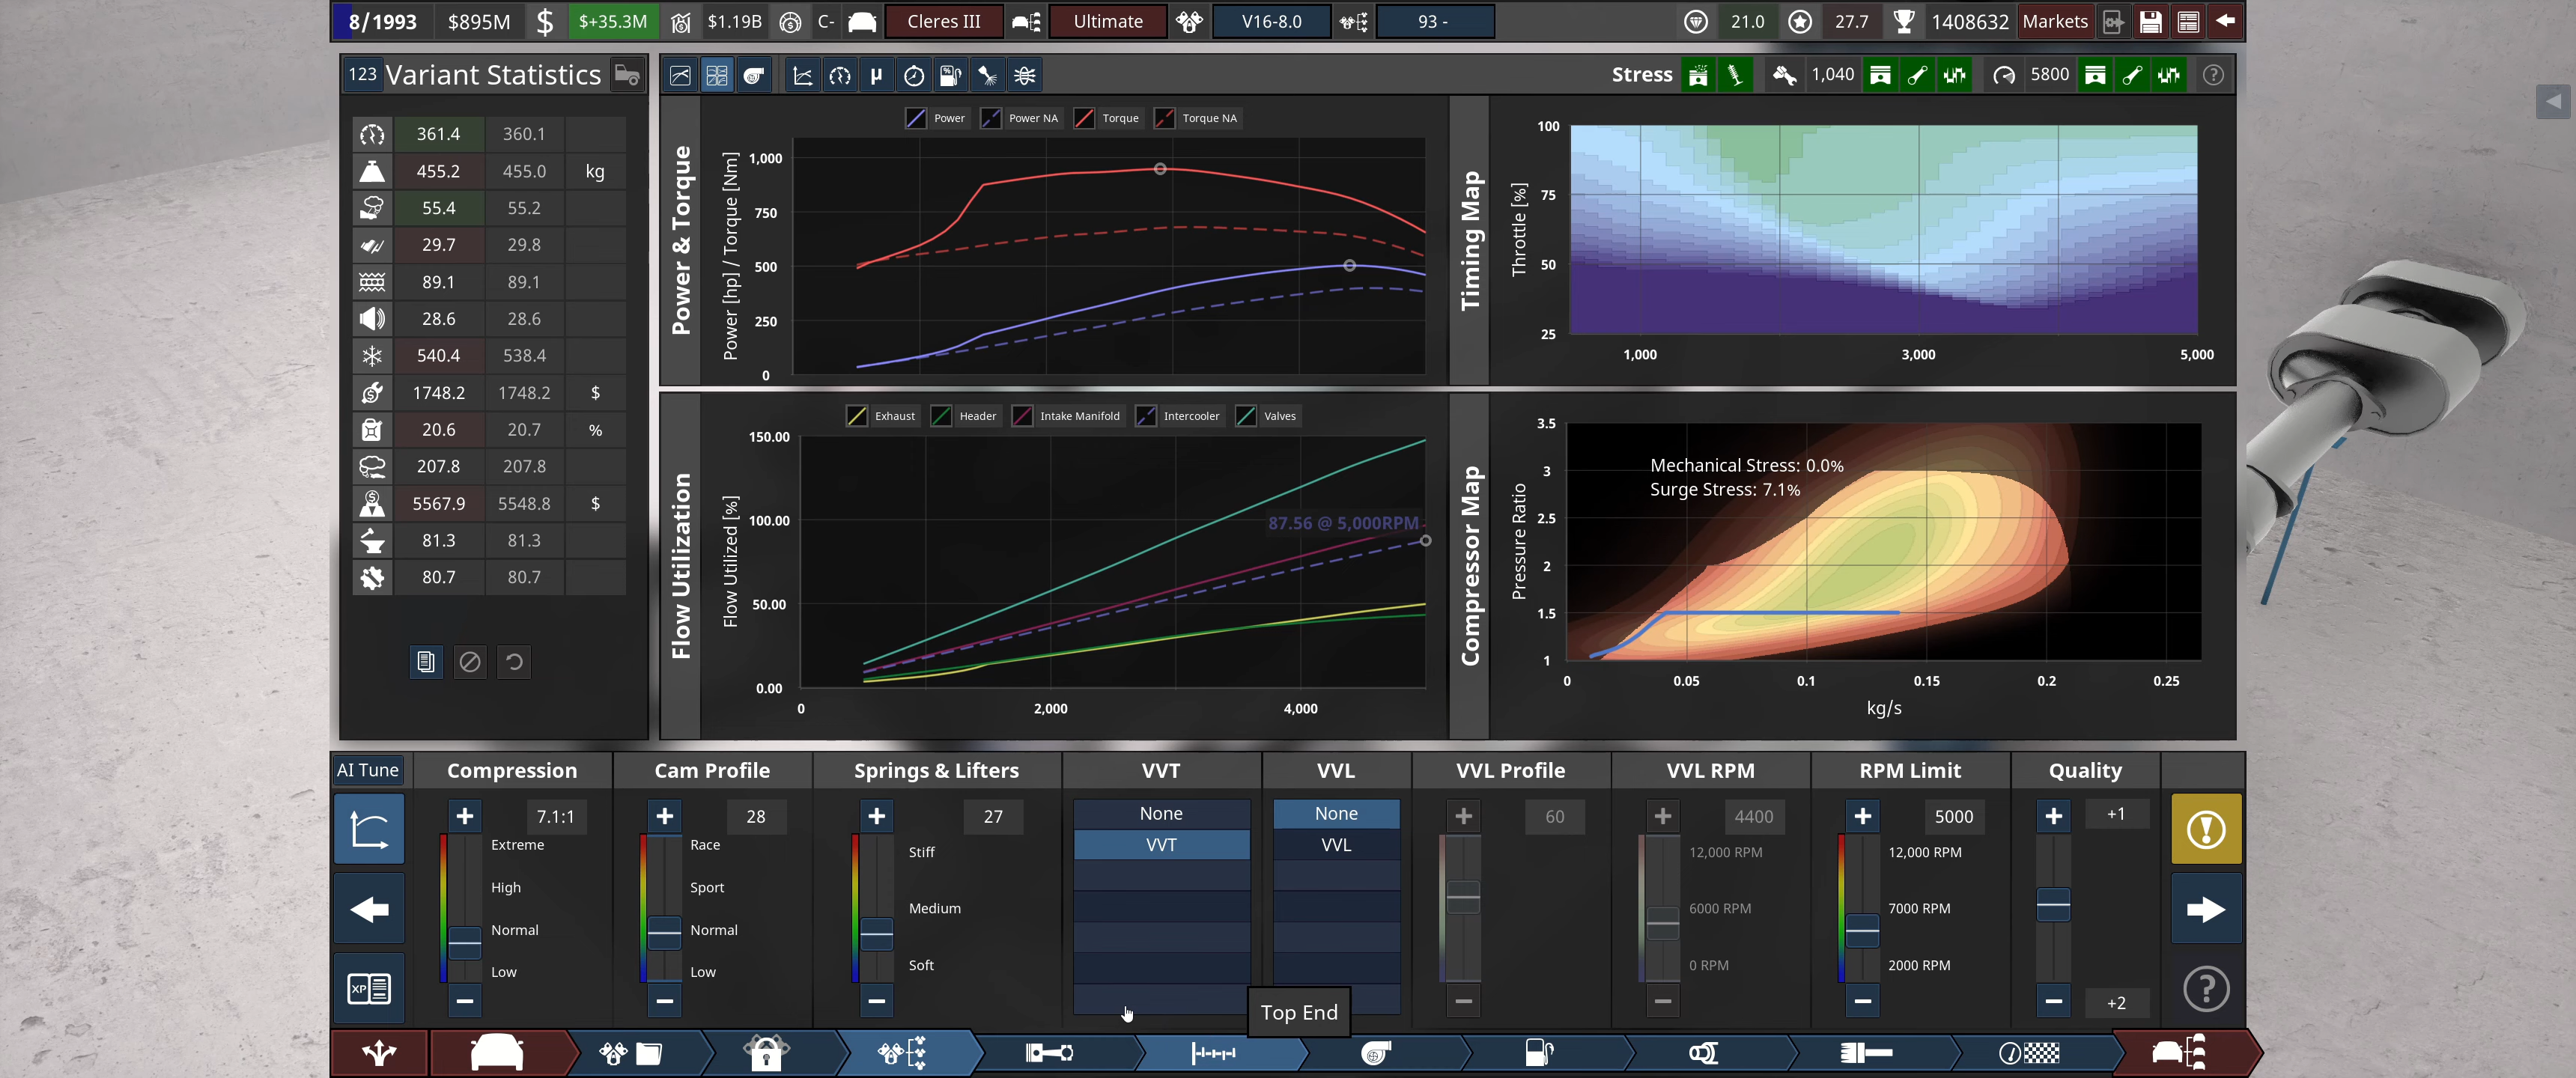 8/1993 $895M $ $+35.3M $1.19B C- Cleres III Ultimate V16-8.0 93 - 21.0 27.7 1408632 Markets
123 Variant Statistics
Stress 1,040 5800 ?
361.4 360.1
455.2 455.0 kg
55.4 55.2
29.7 29.8
89.1 89.1
28.6 28.6
540.4 538.4
1748.2 1748.2 $
20.6 20.7 %
207.8 207.8
5567.9 5548.8 $
81.3 81.3
80.7 80.7
Power & Torque
Power Power NA Torque Torque NA
Power [hp] / Torque [Nm]
1,000
750
500
250
0
Timing Map
Throttle [%]
100
75
50
25
1,000 3,000 5,000
Flow Utilization
Exhaust Header Intake Manifold Intercooler Valves
Flow Utilized [%]
150.00
100.00
50.00
0.00
87.56 @ 5,000RPM
0 2,000 4,000
Compressor Map
Pressure Ratio
3.5
3
2.5
2
1.5
1
Mechanical Stress: 0.0%
Surge Stress: 7.1%
0 0.05 0.1 0.15 0.2 0.25
kg/s
AI Tune
XP
Compression
7.1:1
Extreme
High
Normal
Low
Cam Profile
28
Race
Sport
Normal
Low
Springs & Lifters
27
Stiff
Medium
Soft
VVT
None
VVT
VVL
None
VVL
VVL Profile
60
VVL RPM
4400
12,000 RPM
6000 RPM
0 RPM
RPM Limit
5000
12,000 RPM
7000 RPM
2000 RPM
Quality
+1
+2
?
Top End